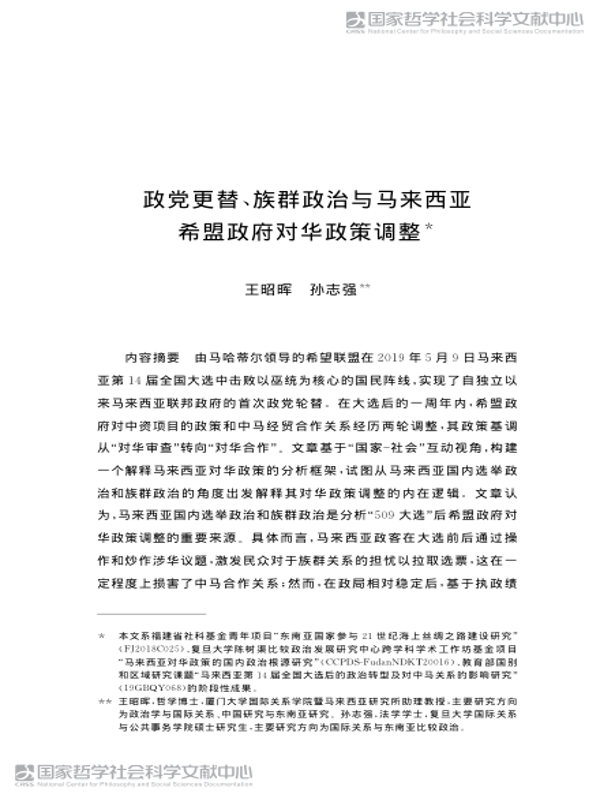 国家哲学社会科学文献中心
National Center for Philosophy and Social Sciences Documentation
政党更替、族群政治与马来西亚
希盟政府对华政策调整*
王昭晖 孙志强**
内容摘要 由马哈蒂尔领导的希望联盟在 2019 年 5 月 9 日马来西
亚第 14 届全国大选中击败以巫统为核心的国民阵线,实现了自独立以
来马来西亚联邦政府的首次政党轮替。在大选后的一周年内,希盟政
府对中资项目的政策和中马经贸合作关系经历两轮调整,其政策基调
从“对华审查”转向“对华合作”。文章基于“国家-社会”互动视角,构建
一个解释马来西亚对华政策的分析框架,试图从马来西亚国内选举政
治和族群政治的角度出发解释其对华政策调整的内在逻辑。文章认
为,马来西亚国内选举政治和族群政治是分析“509 大选”后希盟政府对
华政策调整的重要来源。具体而言,马来西亚政客在大选前后通过操
作和炒作涉华议题,激发民众对于族群关系的担忧以拉取选票,这在一
定程度上损害了中马合作关系;然而,在政局相对稳定后,基于执政绩
* 本文系福建省社科基金青年项目“东南亚国家参与 21 世纪海上丝绸之路建设研究”
(FJ2018C025)、复旦大学陈树渠比较政治发展研究中心跨学科学术工作坊基金项目
“马来西亚对华政策的国内政治根源研究”(CCPDS-FudanNDKT20016)、教育部国别
和区域研究课题“马来西亚第 14 届全国大选后的政治转型及对中马关系的影响研究”
(19GBQY068)的阶段性成果。
** 王昭晖,哲学博士,厦门大学国际关系学院暨马来西亚研究所助理教授,主要研究方向
为政治学与国际关系、中国研究与东南亚研究。孙志强,法学学士,复旦大学国际关系
与公共事务学院硕士研究生,主要研究方向为国际关系与东南亚比较政治。
国家哲学社会科学文献中心
National Center for Philosophy and Social Sciences Documentation